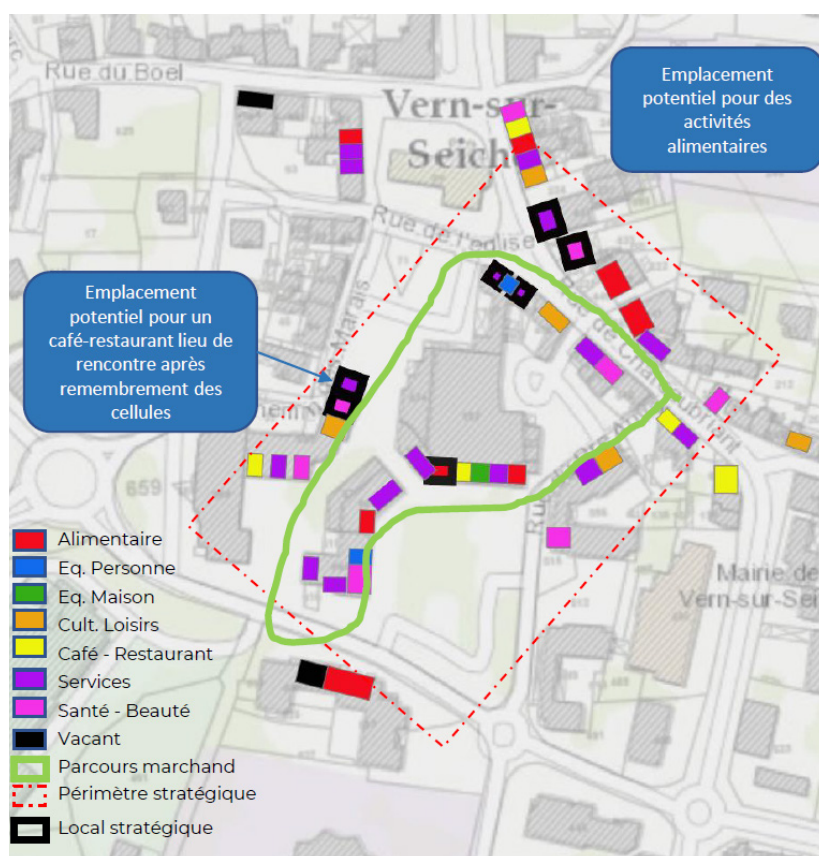 Rue du Boel
Vern-sur-
Seiche
Emplacement
potentiel pour des
activités
alimentaires
Rue de l'église
Emplacement
potentiel pour un
café-restaurant lieu de
rencontre après
remembrement des
cellules
Marais
659
Mairie de
Vern-sur-Sei
Alimentaire
Eq. Personne
Eq. Maison
Cult. Loisirs
Café - Restaurant
Services
Santé - Beauté
Vacant
Parcours marchand
Périmètre stratégique
Local stratégique